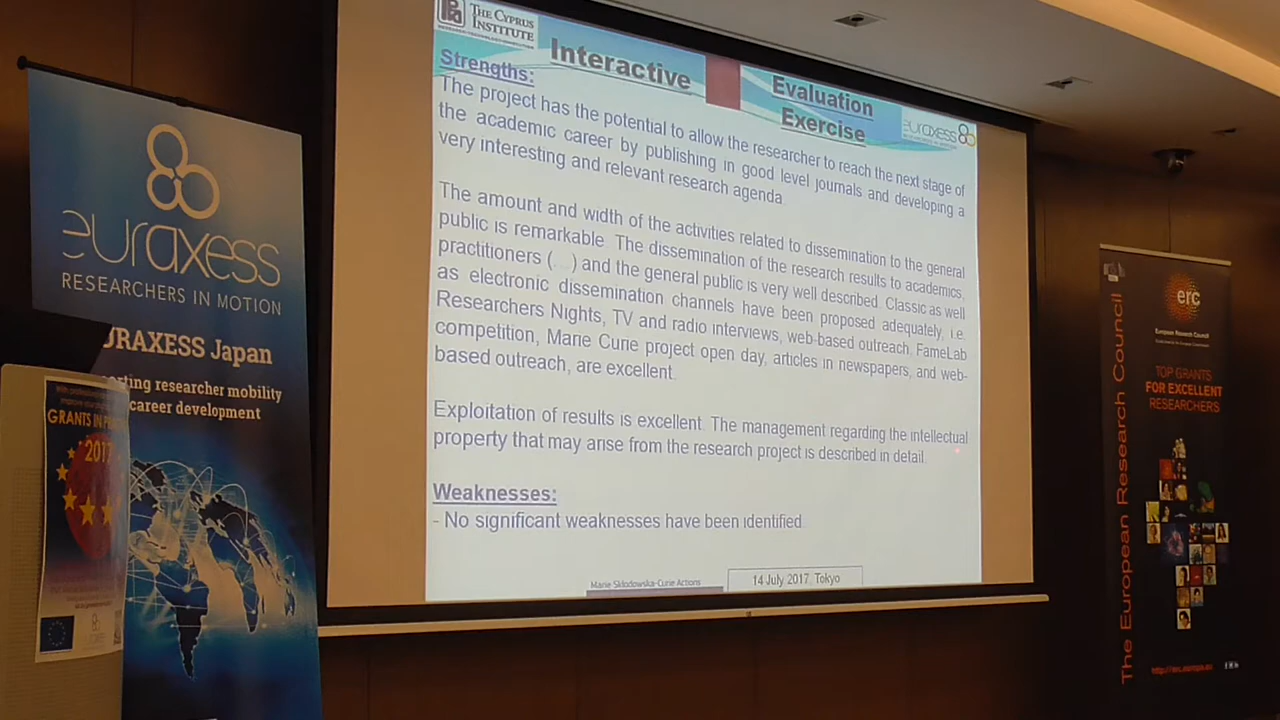 THE CYPRUS
INSTITUTE
Interactive
Evaluation
Exercise
euraxess
Strengths:
The project has the potential to allow the researcher to reach the next stage of
the academic career by publishing in good level journals and developing a
very interesting and relevant research agenda.
The amount and width of the activities related to dissemination to the general
public is remarkable. The dissemination of the research results to academics,
practitioners (...) and the general public is very well described. Classic as well
as electronic dissemination channels have been proposed adequately, i.e.
Researchers Nights, TV and radio interviews, web-based outreach. FameLab
competition, Marie Curie project open day, articles in newspapers, and web-
based outreach, are excellent.
Exploitation of results is excellent. The management regarding the intellectual
property that may arise from the research project is described in detail.
Weaknesses:
- No significant weaknesses have been identified.
Marie Skłodowska-Curie Actions
14 July 2017, Tokyo
euraxess
RESEARCHERS IN MOTION
URAXESS Japan
orting researcher mobility
career development
GRANTS IN PR
2017
The European Research Council
erc
European Research Council
TOP GRANTS
FOR EXCELLENT
RESEARCHERS
http://erc.europa.eu